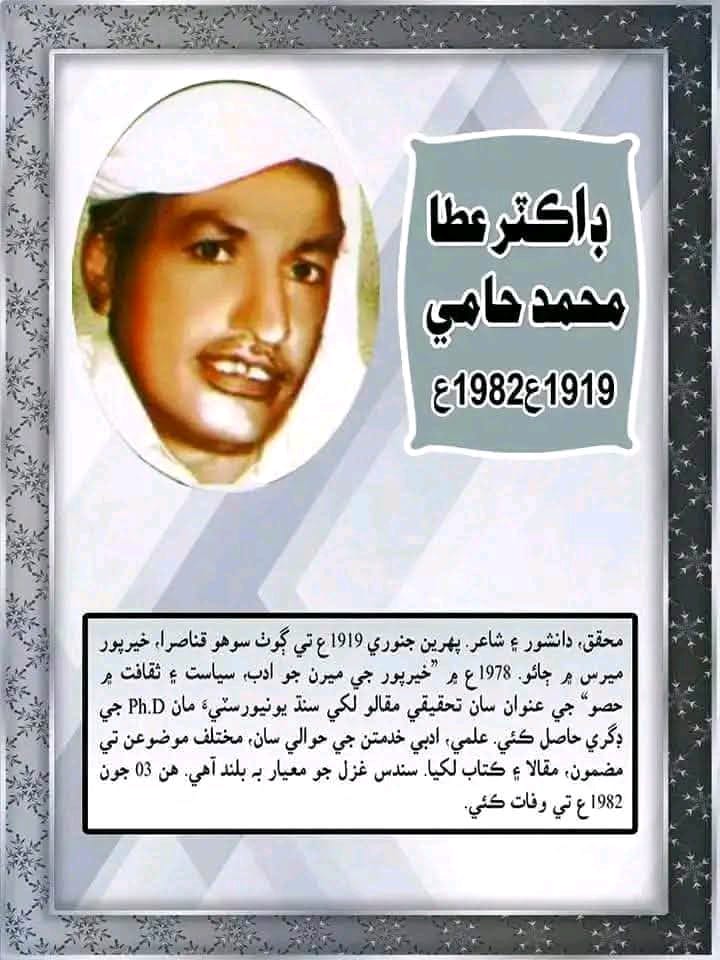 ڊاڪٽر عطا
محمد حامي
1919ع1982ع
محقق، دانشور ۽ شاعر. پهرين جنوري 1919ع تي ڳوٺ سوهو قناصرا، خيرپور
ميرس ۾ ڄائو. 1978ع ۾ ”خيرپور جي ميرن جو ادب، سياست ۽ ثقافت ۾
حصو“ جي عنوان سان تحقيقي مقالو لکي سنڌ يونيورسٽيءَ مان Ph.D جي
ڊگري حاصل ڪئي. علمي، ادبي خدمتن جي حوالي سان، مختلف موضوعن تي
مضمون، مقالا ۽ ڪتاب لکيا. سندس غزل جو معيار بہ بلند آهي. هن 03 جون
1982ع تي وفات ڪئي.